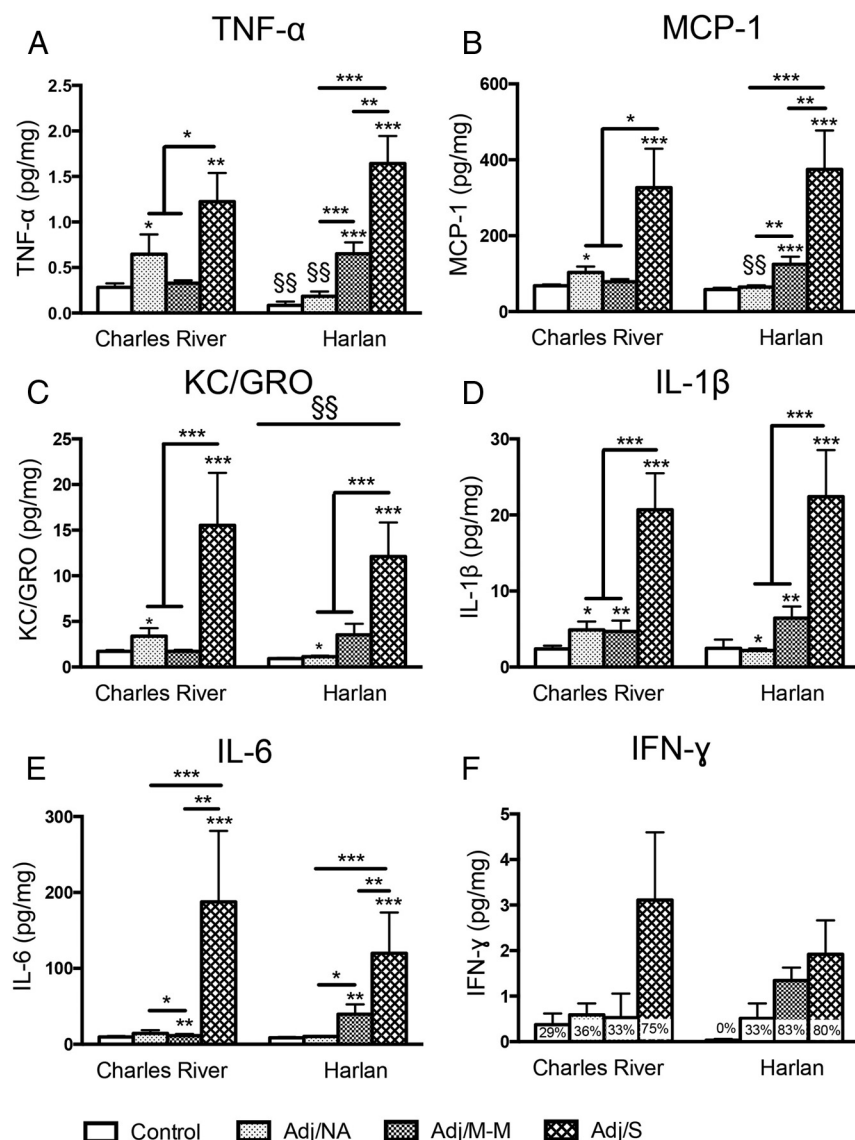 A
TNF-α
TNF-α (pg/mg)
2.5
2.0
1.5
1.0
0.5
0.0
*
*
**
***
**
***
***
***
§§
§§
Charles River
Harlan
B
MCP-1
MCP-1 (pg/mg)
600
400
200
0
*
***
*
***
**
***
**
***
§§
Charles River
Harlan
C
KC/GRO
KC/GRO (pg/mg)
25
20
15
10
5
0
§§
***
***
*
***
***
*
Charles River
Harlan
D
IL-1β
IL-1β (pg/mg)
30
20
10
0
***
***
*
**
***
***
*
**
Charles River
Harlan
E
IL-6
IL-6 (pg/mg)
300
200
100
0
***
**
***
*
**
***
**
***
*
**
Charles River
Harlan
F
IFN-ɣ
IFN-ɣ (pg/mg)
5
4
3
2
1
0
29%
36%
33%
75%
0%
33%
83%
80%
Charles River
Harlan
Control
Adj/NA
Adj/M-M
Adj/S